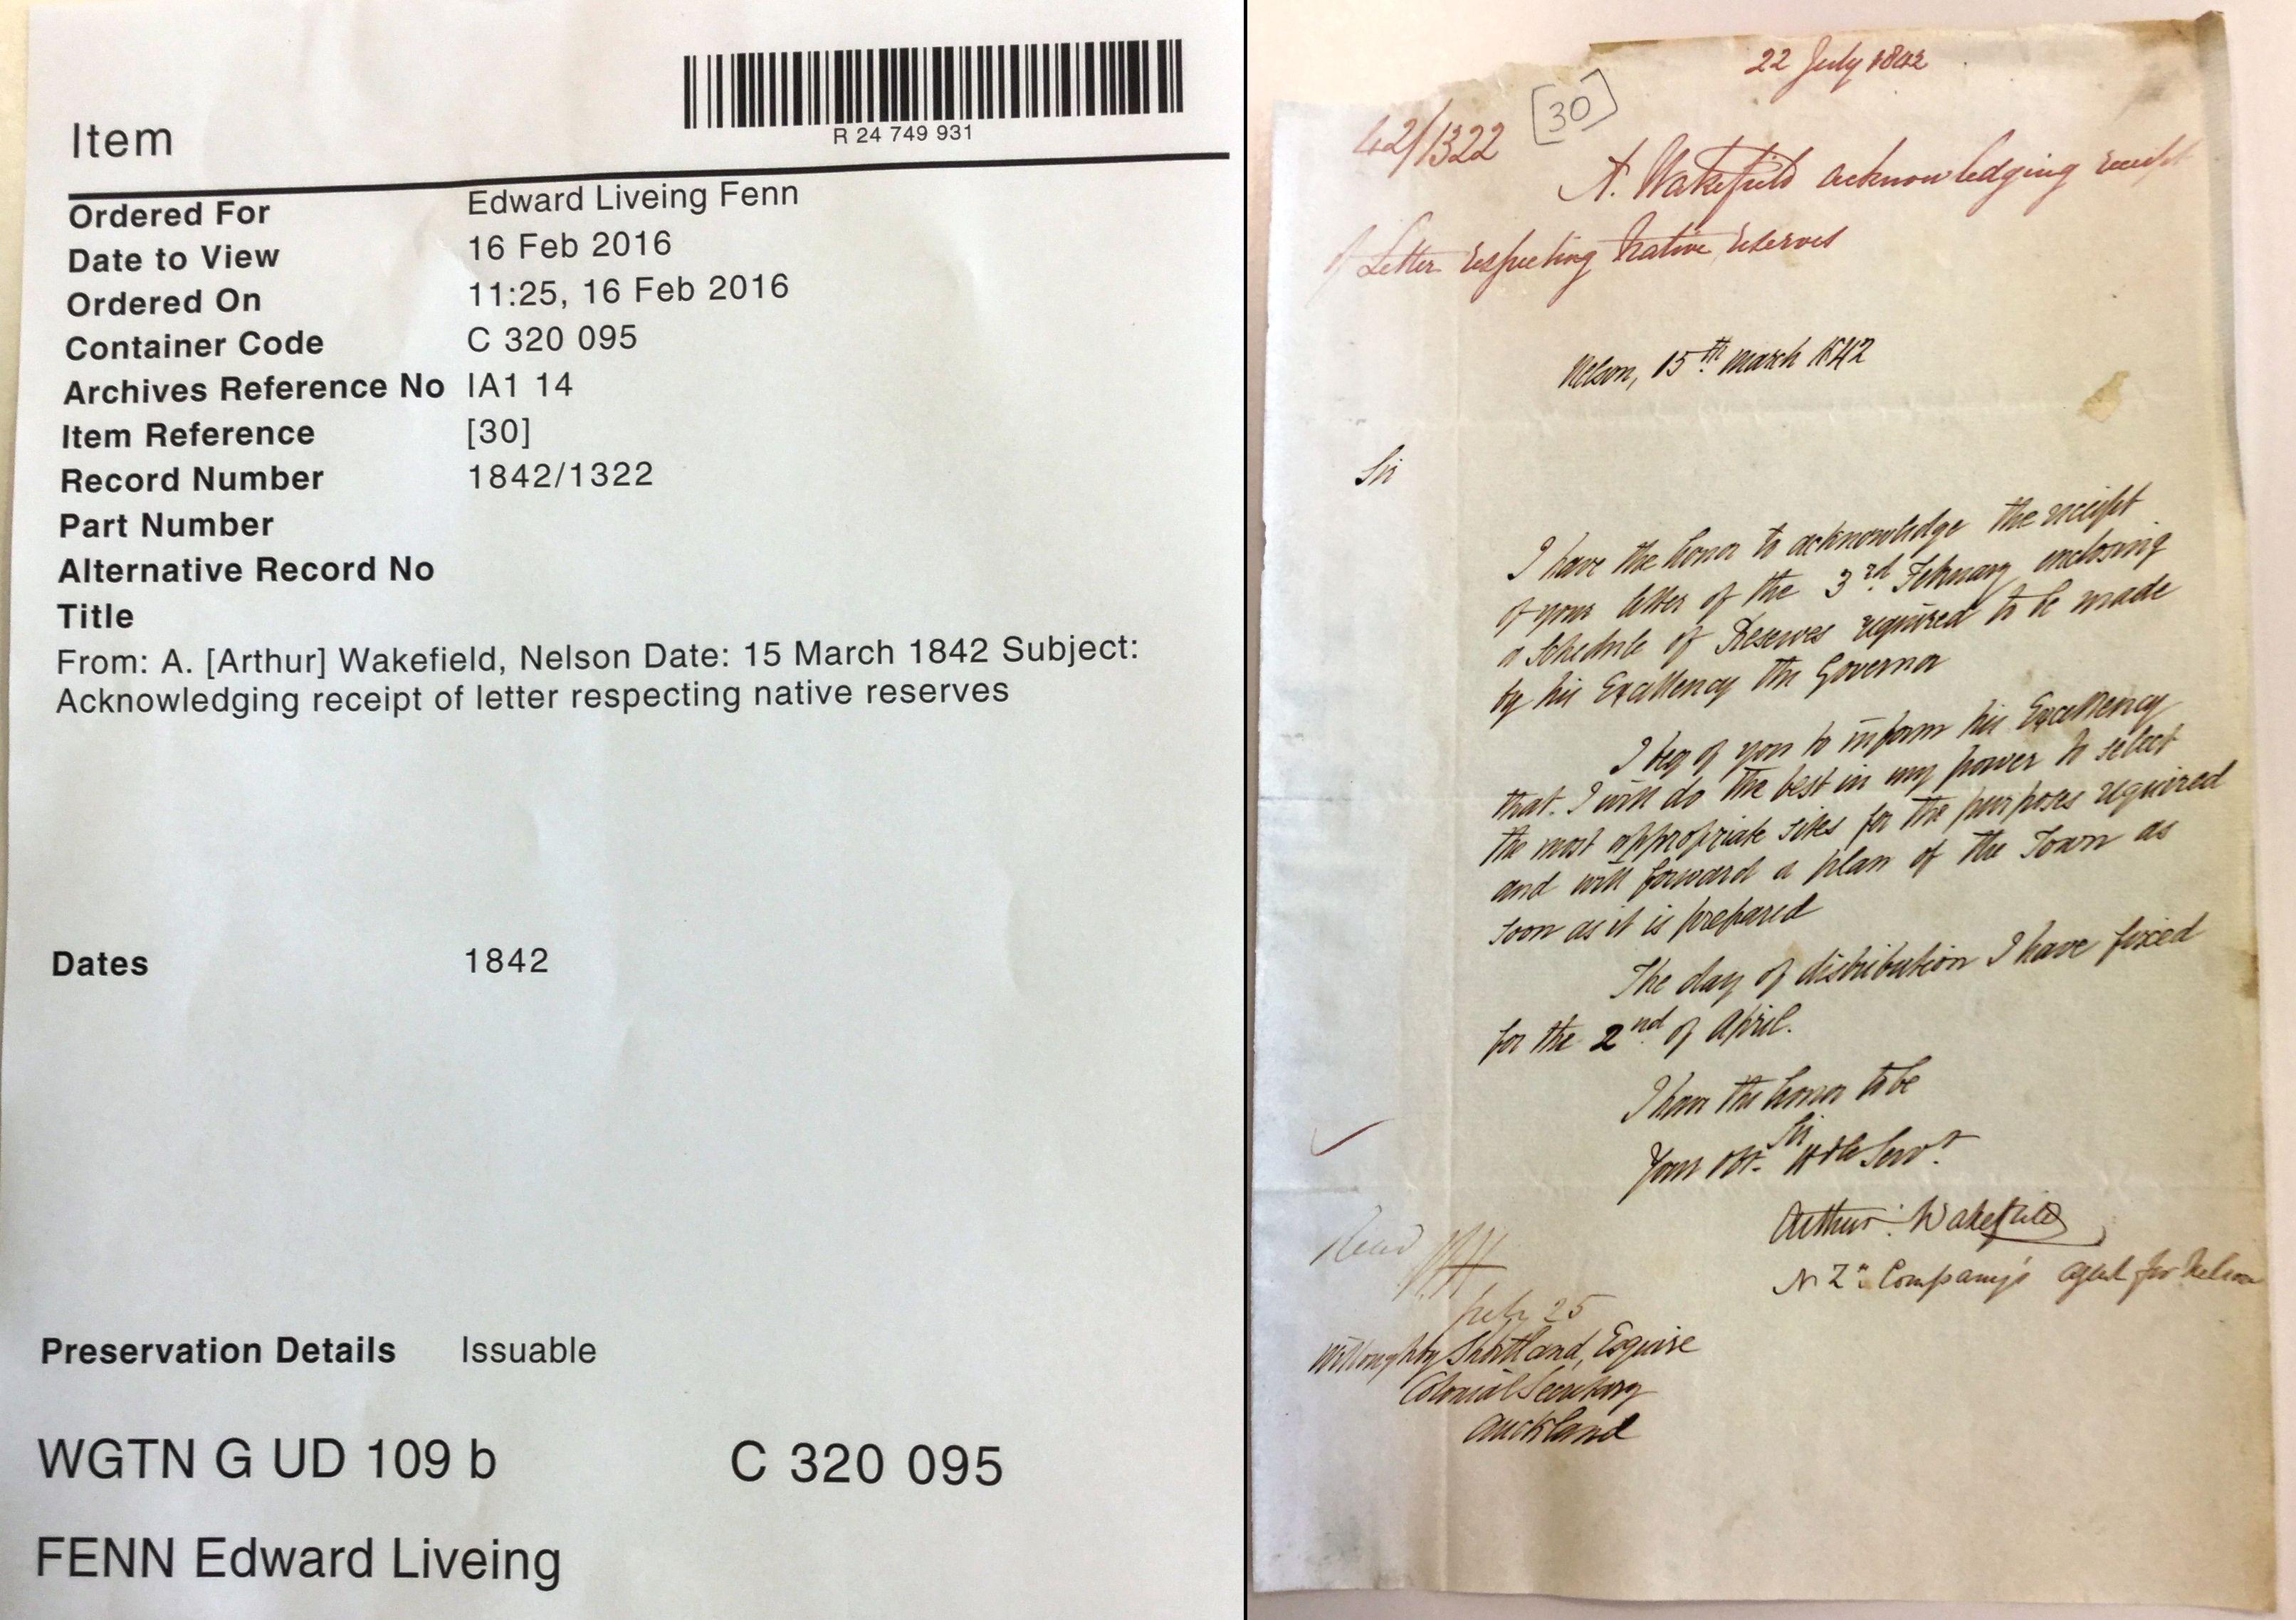 R 24 749 931
Item
Ordered For Edward Liveing Fenn
Date to View 16 Feb 2016
Ordered On 11:25, 16 Feb 2016
Container Code C 320 095
Archives Reference No IA1 14
Item Reference [30]
Record Number 1842/1322
Part Number
Alternative Record No
Title
From: A. [Arthur] Wakefield, Nelson Date: 15 March 1842 Subject:
Acknowledging receipt of letter respecting native reserves
Dates 1842
Preservation Details Issuable
WGTN G UD 109 b C 320 095
FENN Edward Liveing
22 July 1842
42/1322 [30]
A. Wakefield acknowledging receipt
of Letter respecting Native reserves
Nelson, 15th March 1842
Sir
I have the honor to acknowledge the receipt
of your letter of the 3rd February enclosing
a Schedule of Reserves required to be made
by his Excellency the Governor
I beg of you to inform his Excellency
that I will do the best in my power to select
the most appropriate sites for the purposes required
and will forward a plan of the Town as
soon as it is prepared
The day of distribution I have fixed
for the 2nd of April.
I have the honor to be
Sir
Your Obt. Hble Servt.
Arthur Wakefield
N Z Company's agent for Nelson
Read
July 25
Willoughby Shortland, Esquire
Colonial Secretary
Auckland